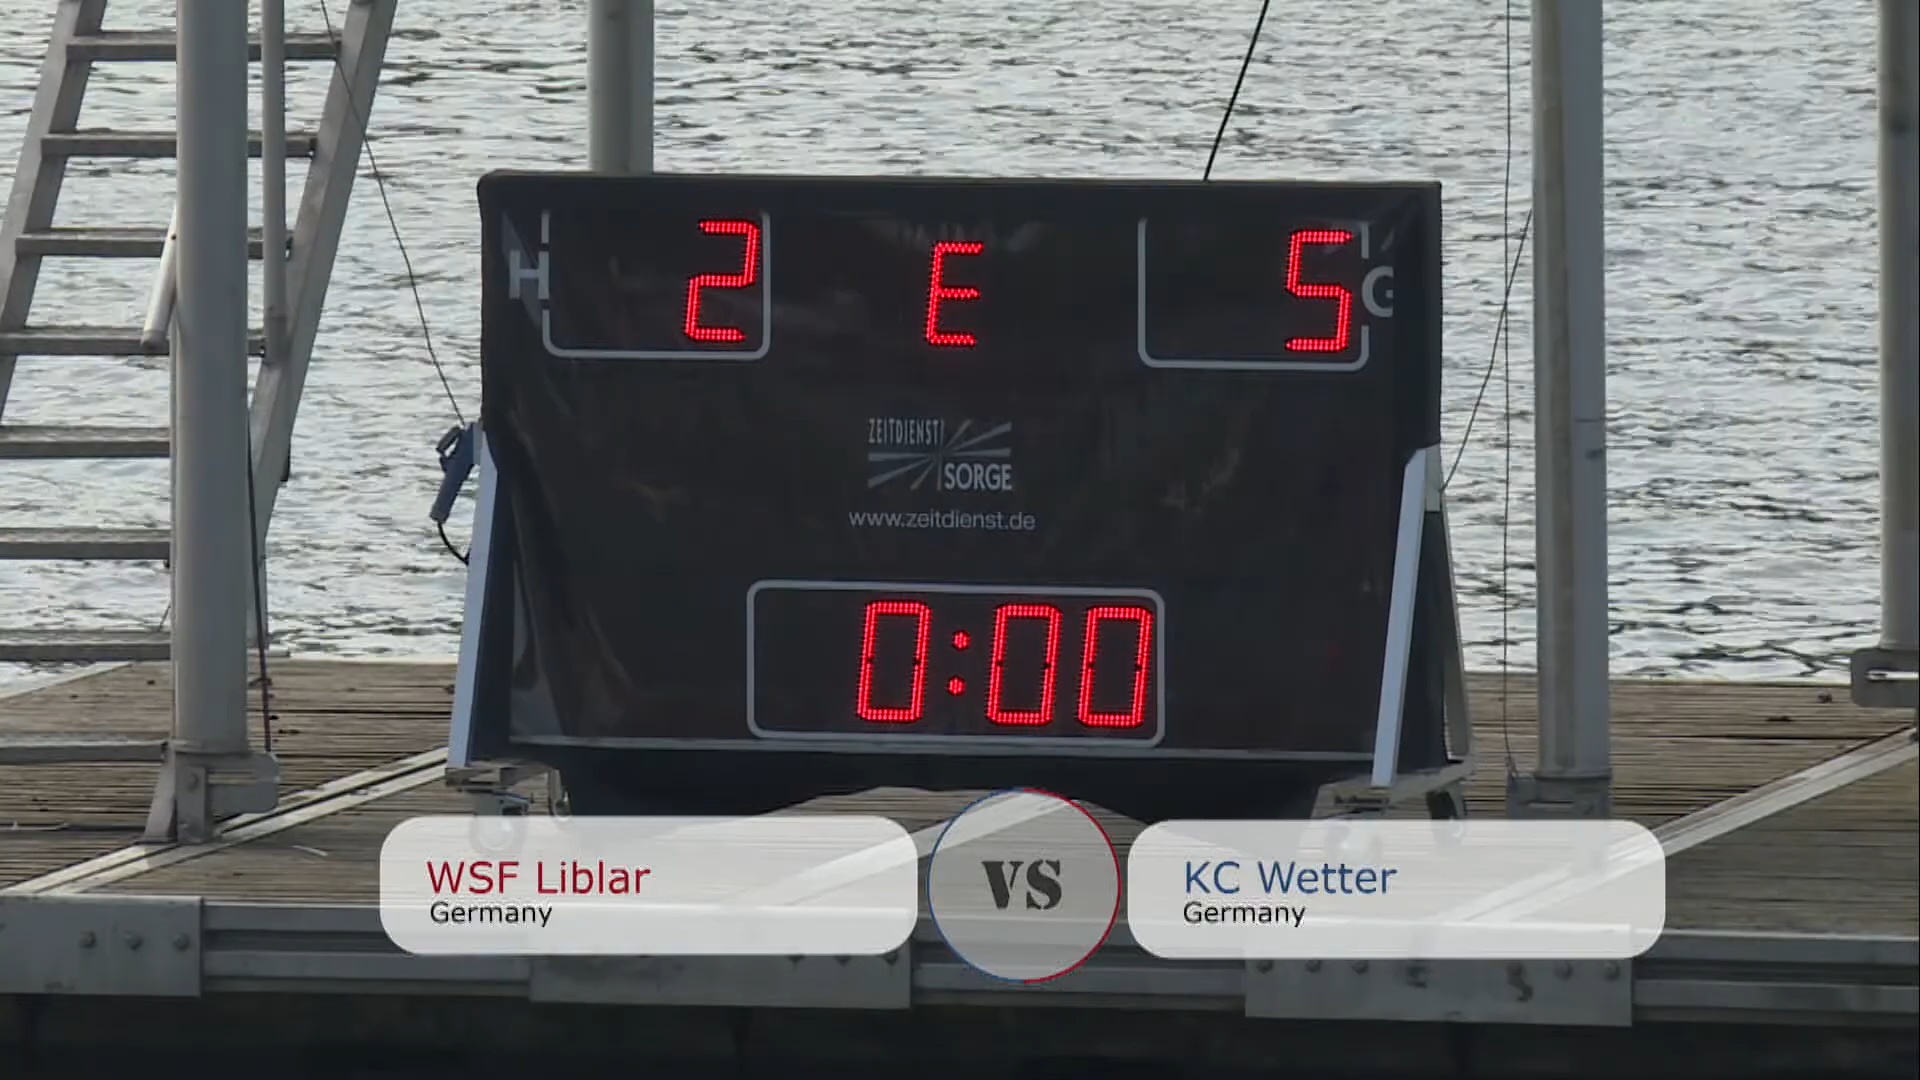 H 2 E 5 G
ZEITDIENST
SORGE
www.zeitdienst.de
0:00
WSF Liblar
Germany
VS
KC Wetter
Germany